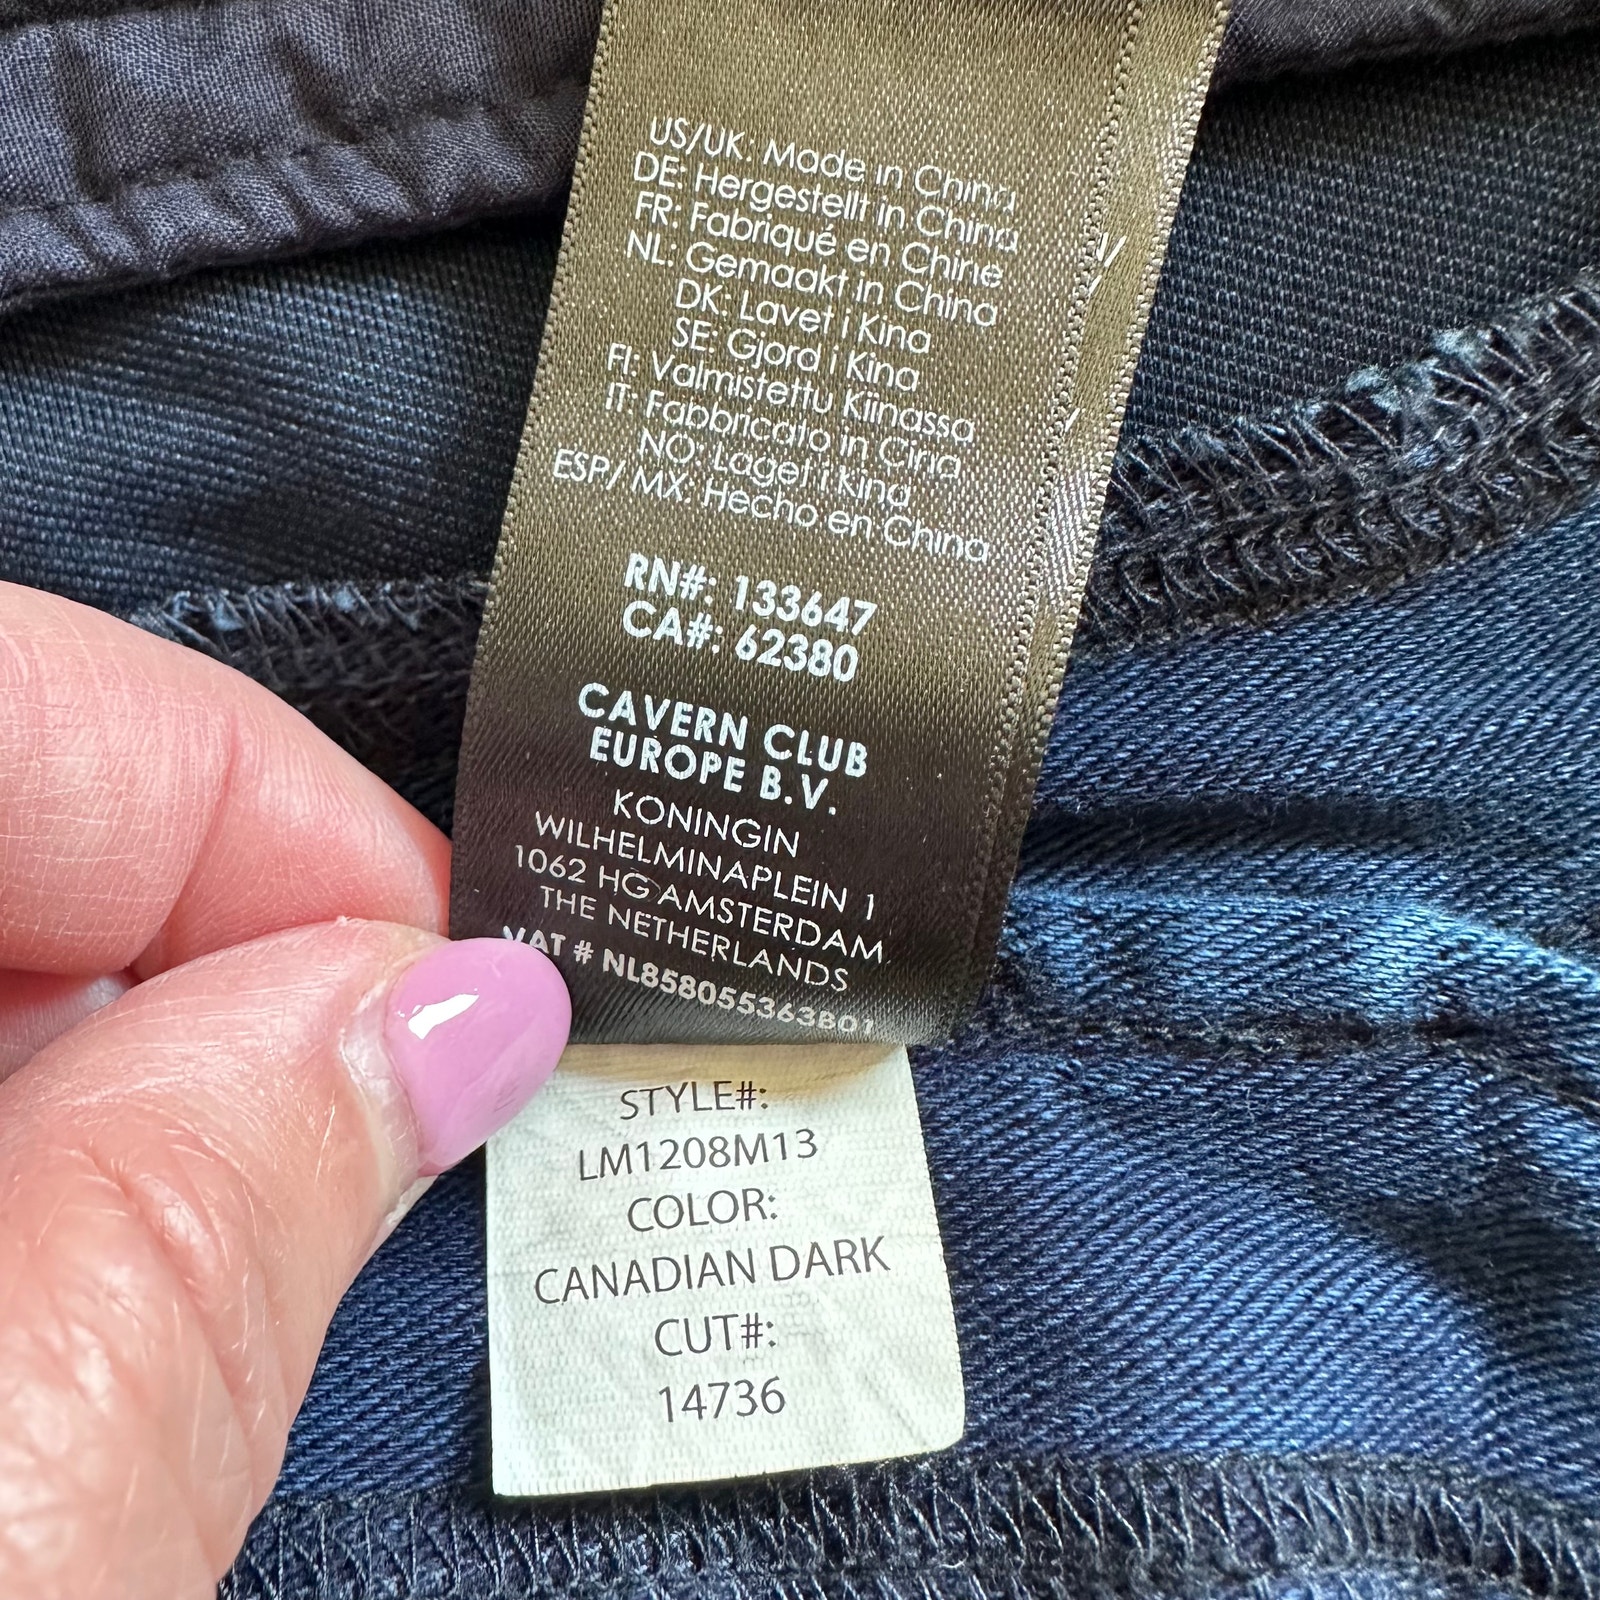 US/UK: Made in China
DE: Hergestellt in China
FR: Fabriqué en Chine
NL: Gemaakt in China
DK: Lavet i Kina
SE: Gjord i Kina
FI: Valmistettu Kiinassa
IT: Fabbricato in Cina
NO: Laget i Kina
ESP/ MX: Hecho en China
RN#: 133647
CA#: 62380
CAVERN CLUB
EUROPE B.V.
KONINGIN
WILHELMINAPLEIN 1
1062 HG AMSTERDAM
THE NETHERLANDS
VAT # NL858055363B01
STYLE#:
LM1208M13
COLOR:
CANADIAN DARK
CUT#:
14736